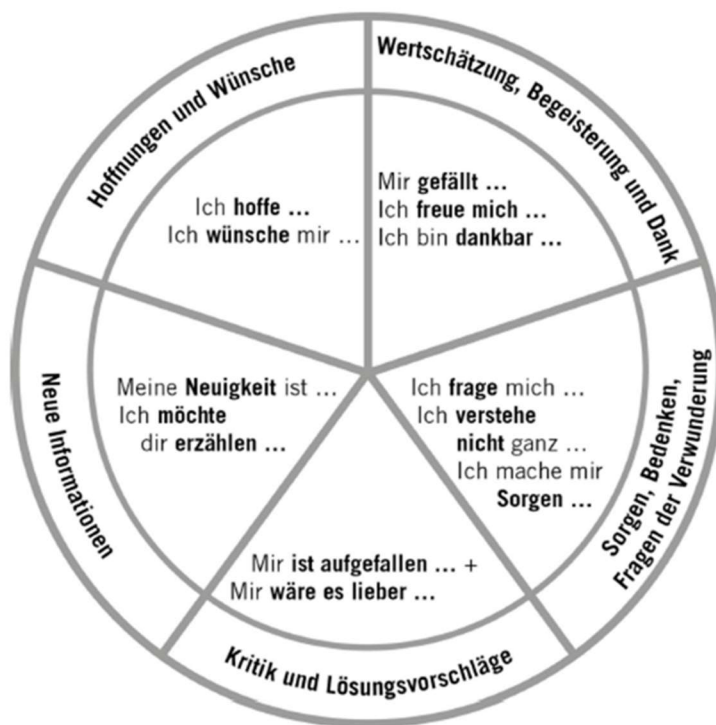 Hoffnungen und Wünsche
Ich hoffe ...
Ich wünsche mir ...
Wertschätzung, Begeisterung und Dank
Mir gefällt ...
Ich freue mich ...
Ich bin dankbar ...
Neue Informationen
Meine Neuigkeit ist ...
Ich möchte
dir erzählen ...
Sorgen, Bedenken,
Fragen der Verwunderung
Ich frage mich ...
Ich verstehe
nicht ganz ...
Ich mache mir
Sorgen ...
Mir ist aufgefallen ... +
Mir wäre es lieber ...
Kritik und Lösungsvorschläge